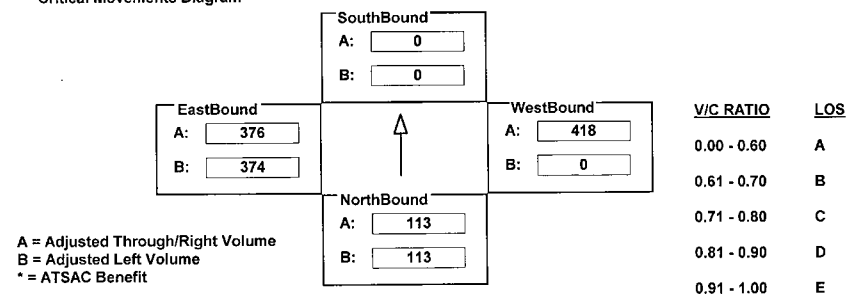 Critical Movements Diagram
SouthBound
A: 0
B: 0
EastBound
A: 376
B: 374
WestBound
A: 418
B: 0
NorthBound
A: 113
B: 113
A = Adjusted Through/Right Volume
B = Adjusted Left Volume
* = ATSAC Benefit
V/C RATIO LOS
0.00 - 0.60 A
0.61 - 0.70 B
0.71 - 0.80 C
0.81 - 0.90 D
0.91 - 1.00 E